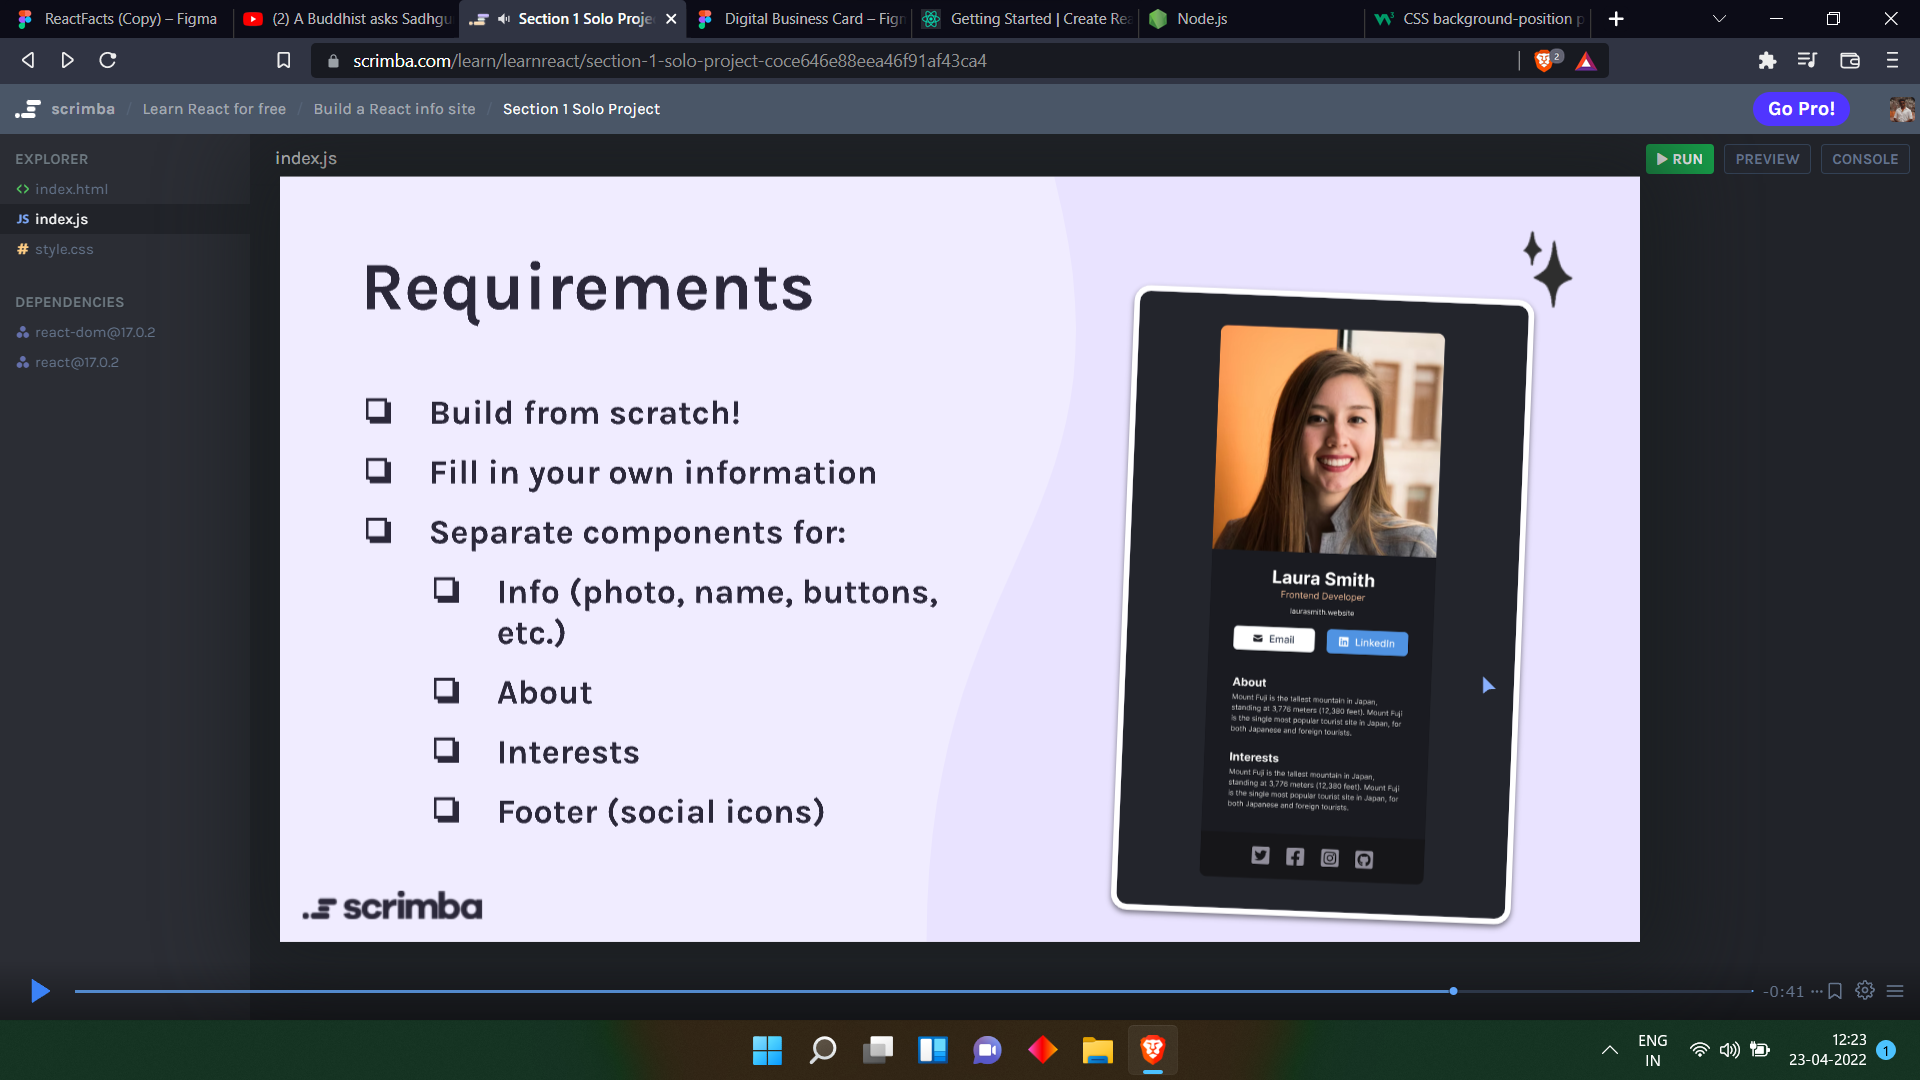 ReactFacts (Copy) – Figma
(2) A Buddhist asks Sadhgu
Section 1 Solo Proje
Digital Business Card – Fig
Getting Started | Create Rea
Node.js
CSS background-position p
scrimba.com/learn/learnreact/section-1-solo-project-coce646e88eea46f91af43ca4
2
scrimba / Learn React for free / Build a React info site / Section 1 Solo Project
Go Pro!
EXPLORER
index.html
JS index.js
# style.css
DEPENDENCIES
react-dom@17.0.2
react@17.0.2
index.js
RUN
PREVIEW
CONSOLE
Requirements
Build from scratch!
Fill in your own information
Separate components for:
Info (photo, name, buttons,
etc.)
About
Interests
Footer (social icons)
scrimba
Laura Smith
Frontend Developer
laurasmith.website
Email
LinkedIn
About
Mount Fuji is the tallest mountain in Japan,
standing at 3,776 meters (12,380 feet). Mount Fuji
is the single most popular tourist site in Japan, for
both Japanese and foreign tourists.
Interests
Mount Fuji is the tallest mountain in Japan,
standing at 3,776 meters (12,380 feet). Mount Fuji
is the single most popular tourist site in Japan, for
both Japanese and foreign tourists.
-0:41
ENG
IN
12:23
23-04-2022
1